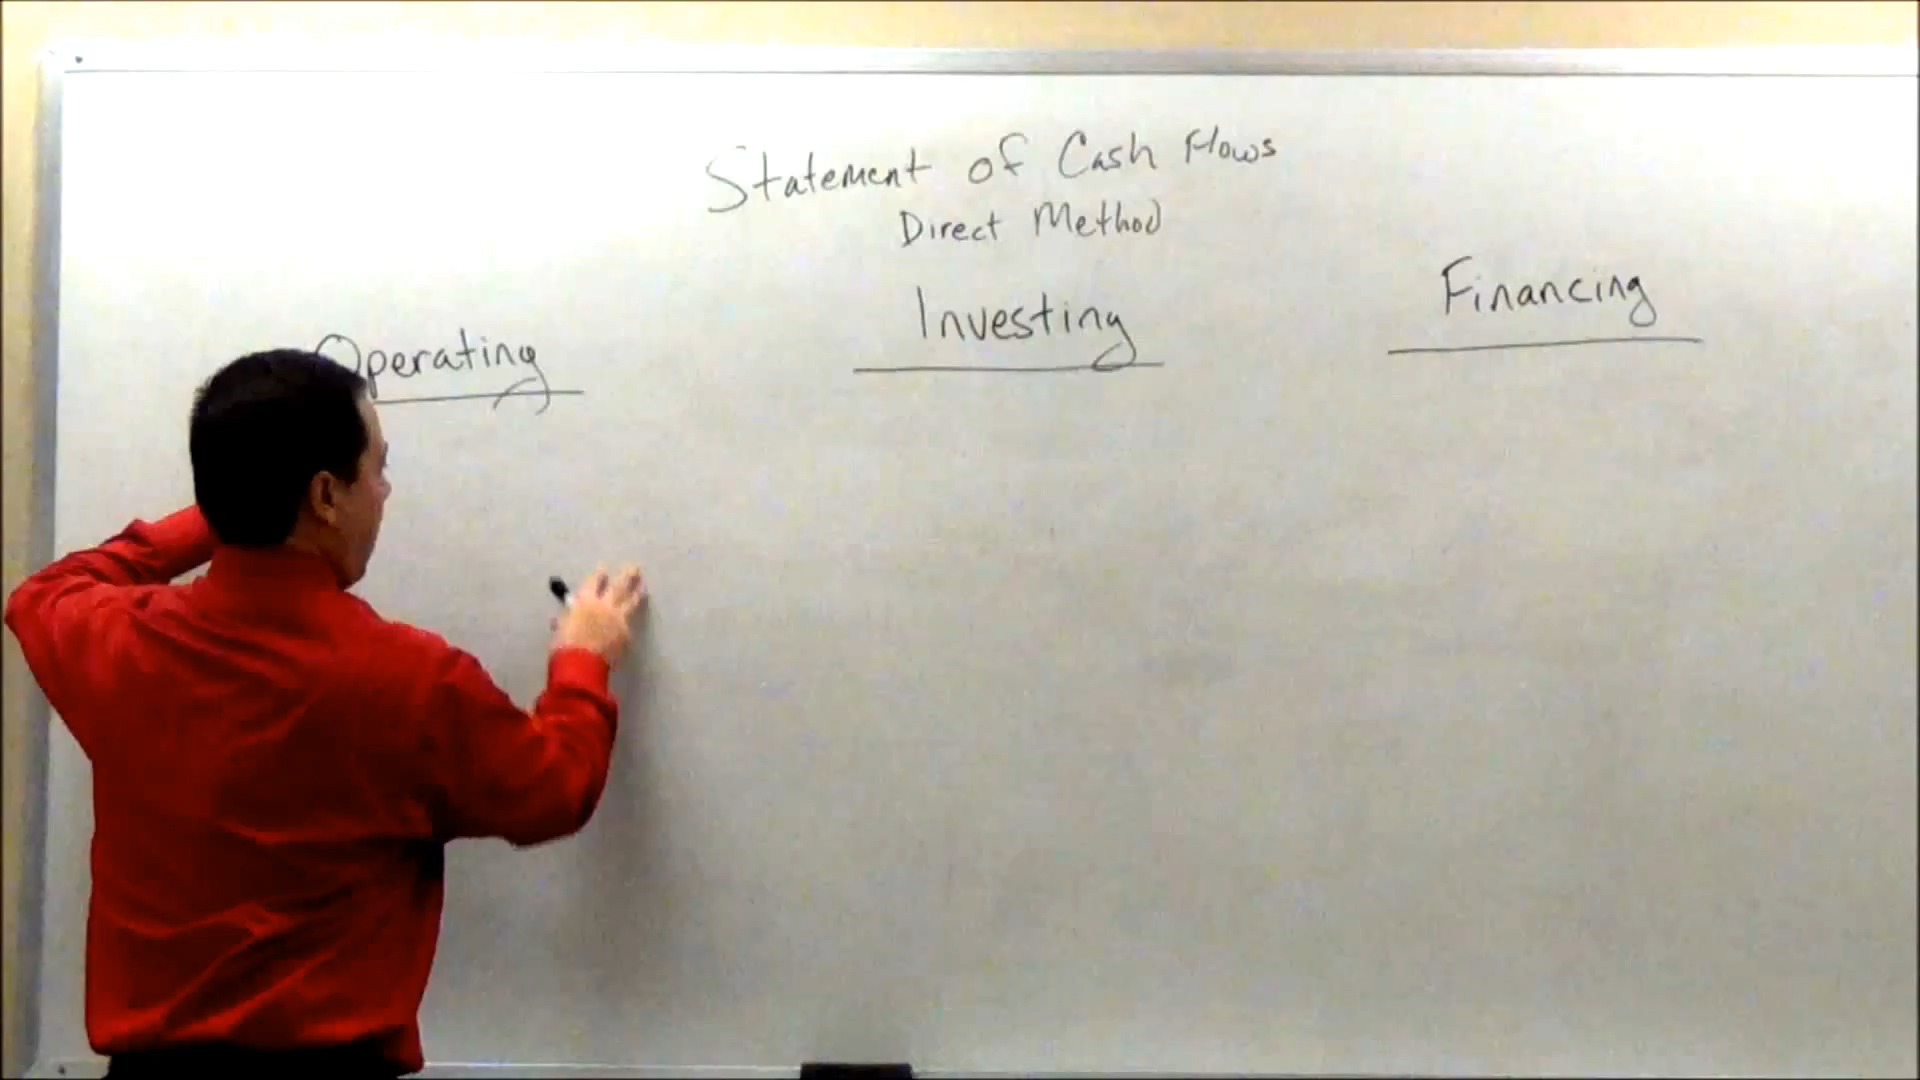 Statement of Cash Flows
Direct Method
Operating
Investing
Financing